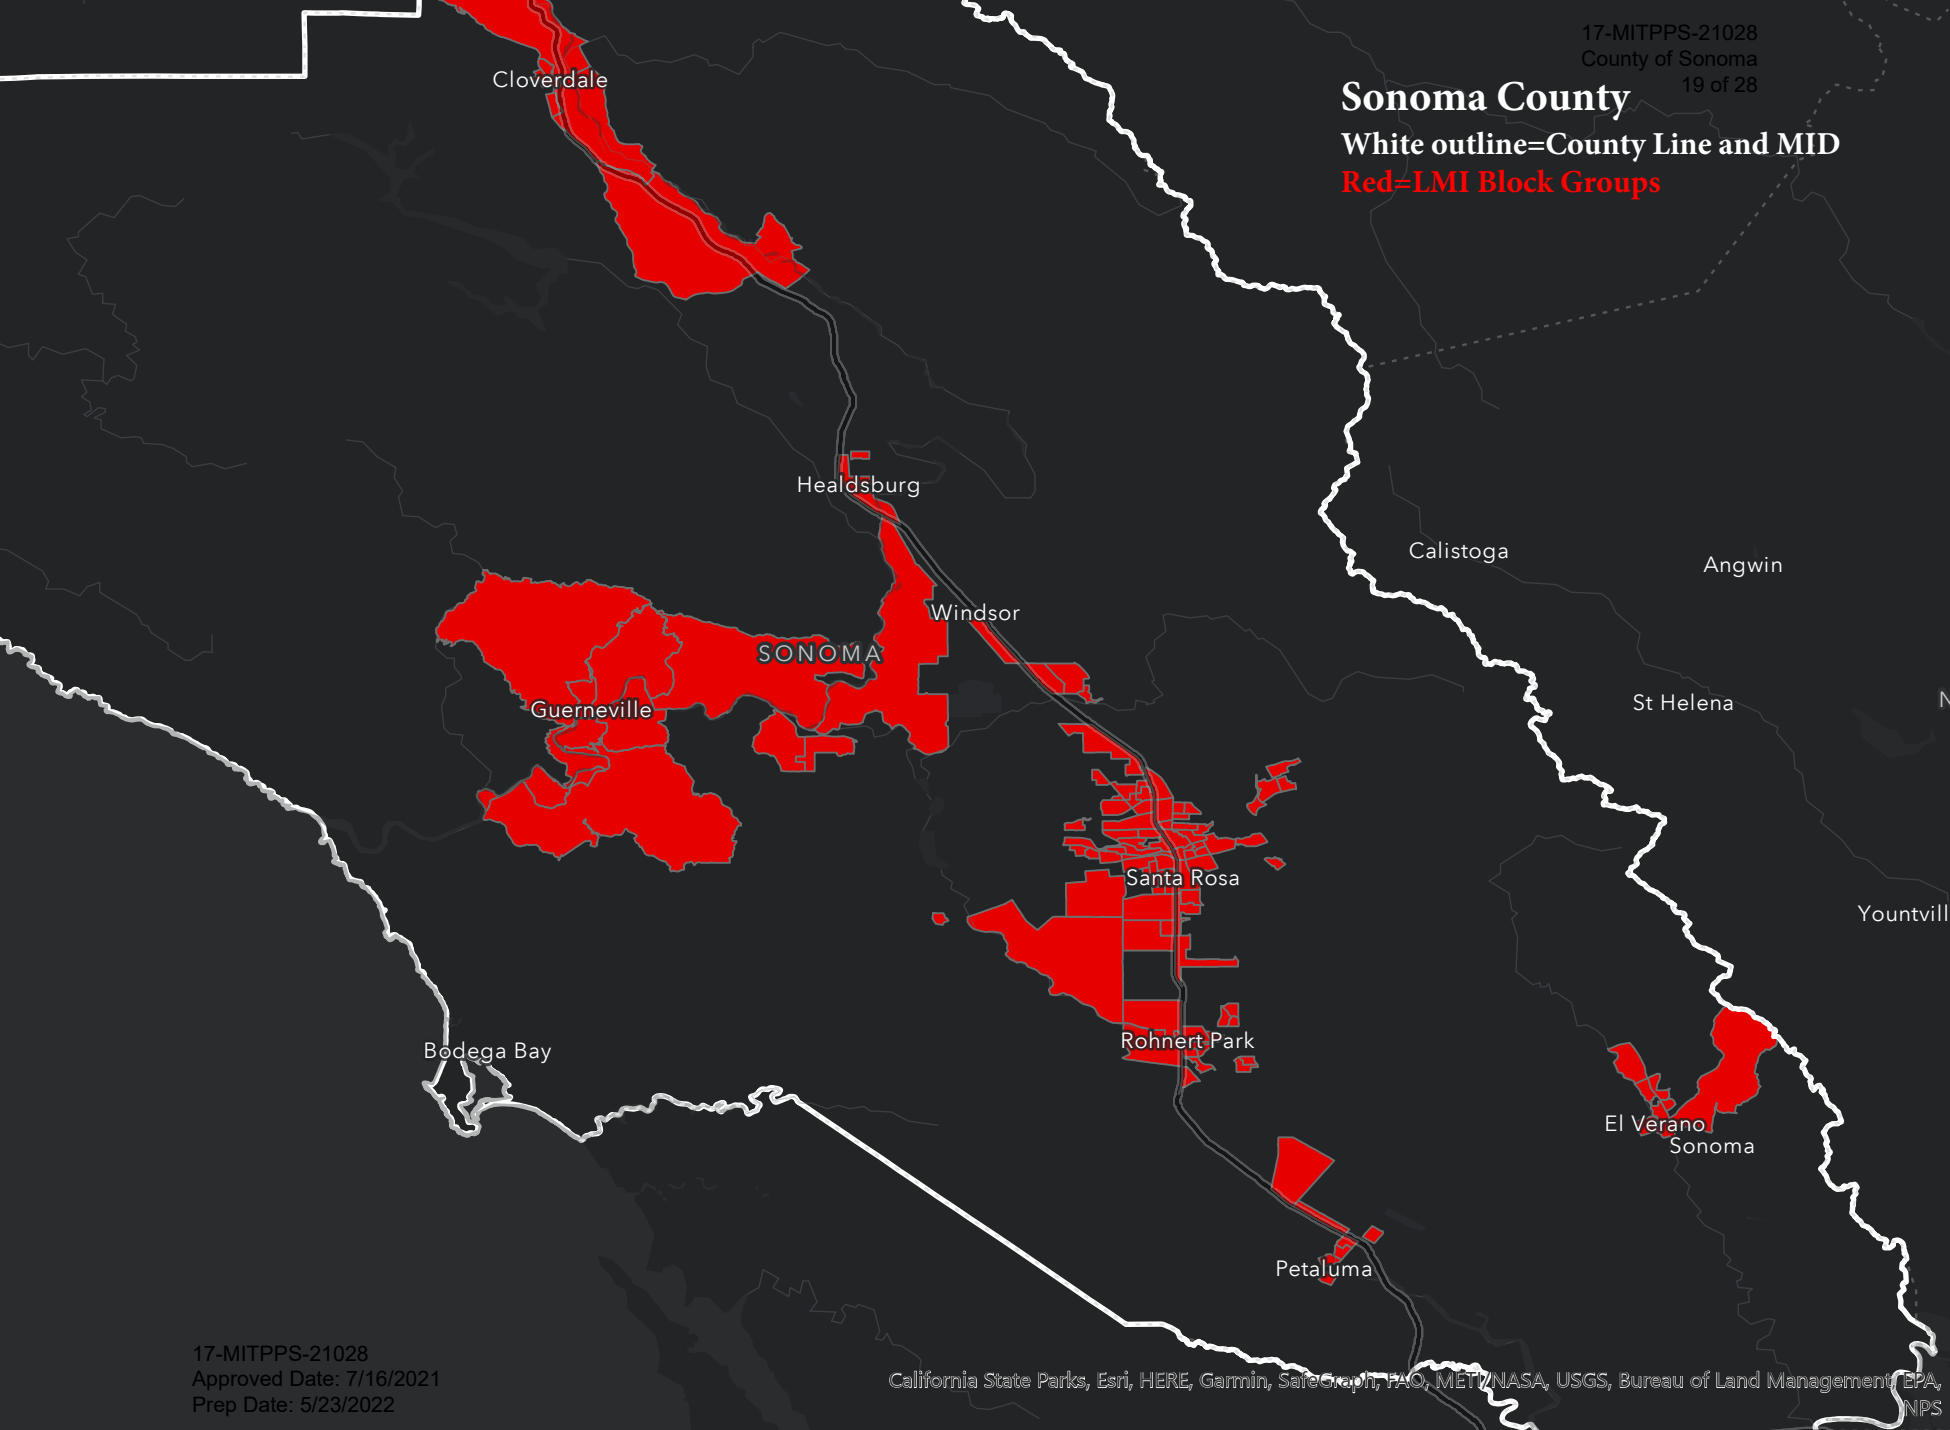 17-MITPPS-21028
County of Sonoma
19 of 28
Sonoma County
White outline=County Line and MID
Red=LMI Block Groups
Cloverdale
Healdsburg
Calistoga
Angwin
Windsor
SONOMA
St Helena
N
Guerneville
Santa Rosa
Yountvill
Rohnert Park
Bodega Bay
El Verano
Sonoma
Petaluma
17-MITPPS-21028
Approved Date: 7/16/2021
Prep Date: 5/23/2022
California State Parks, Esri, HERE, Garmin, SafeGraph, FAO, METI/NASA, USGS, Bureau of Land Management, EPA,
NPS